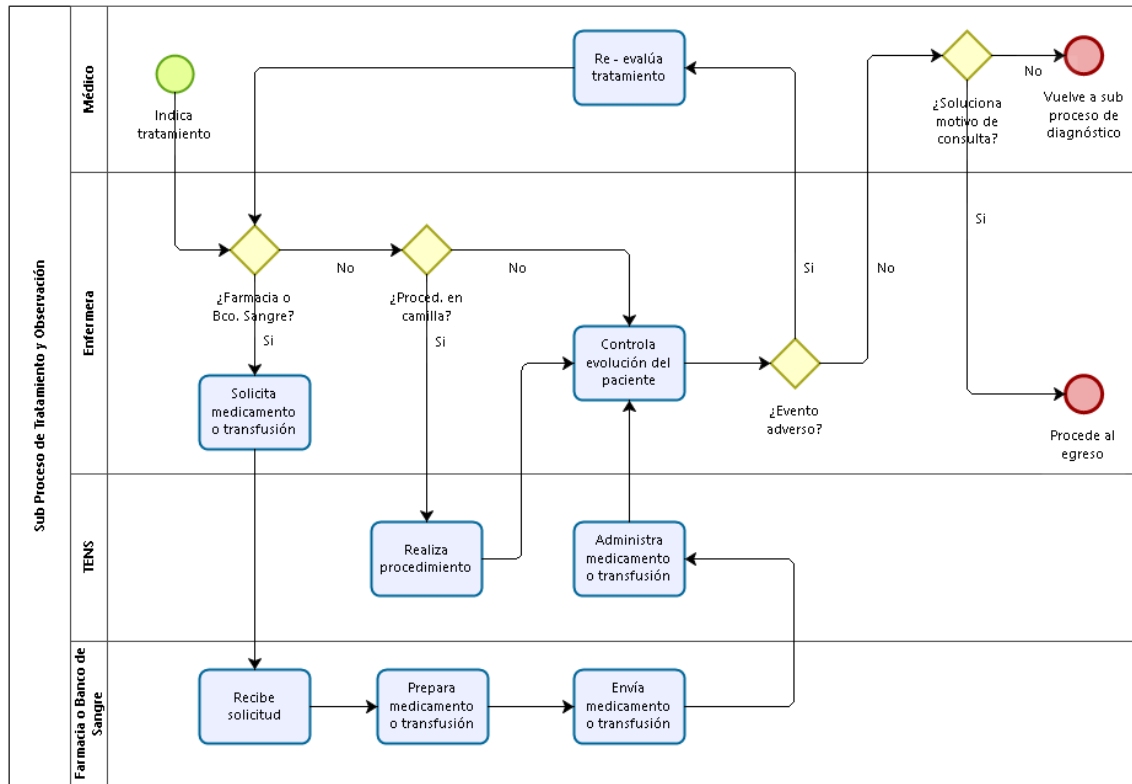 Sub Proceso de Tratamiento y Observación
Médico
Indica
tratamiento
Re - evalúa
tratamiento
¿Soluciona
motivo de
consulta?
No
Vuelve a sub
proceso de
diagnóstico
Si
Enfermera
¿Farmacia o
Bco. Sangre?
No
Si
¿Proced. en
camilla?
No
Si
Solicita
medicamento
o transfusión
Controla
evolución del
paciente
¿Evento
adverso?
Si
No
Procede al
egreso
TENS
Realiza
procedimiento
Administra
medicamento
o transfusión
Farmacia o Banco de
Sangre
Recibe
solicitud
Prepara
medicamento
o transfusión
Envía
medicamento
o transfusión